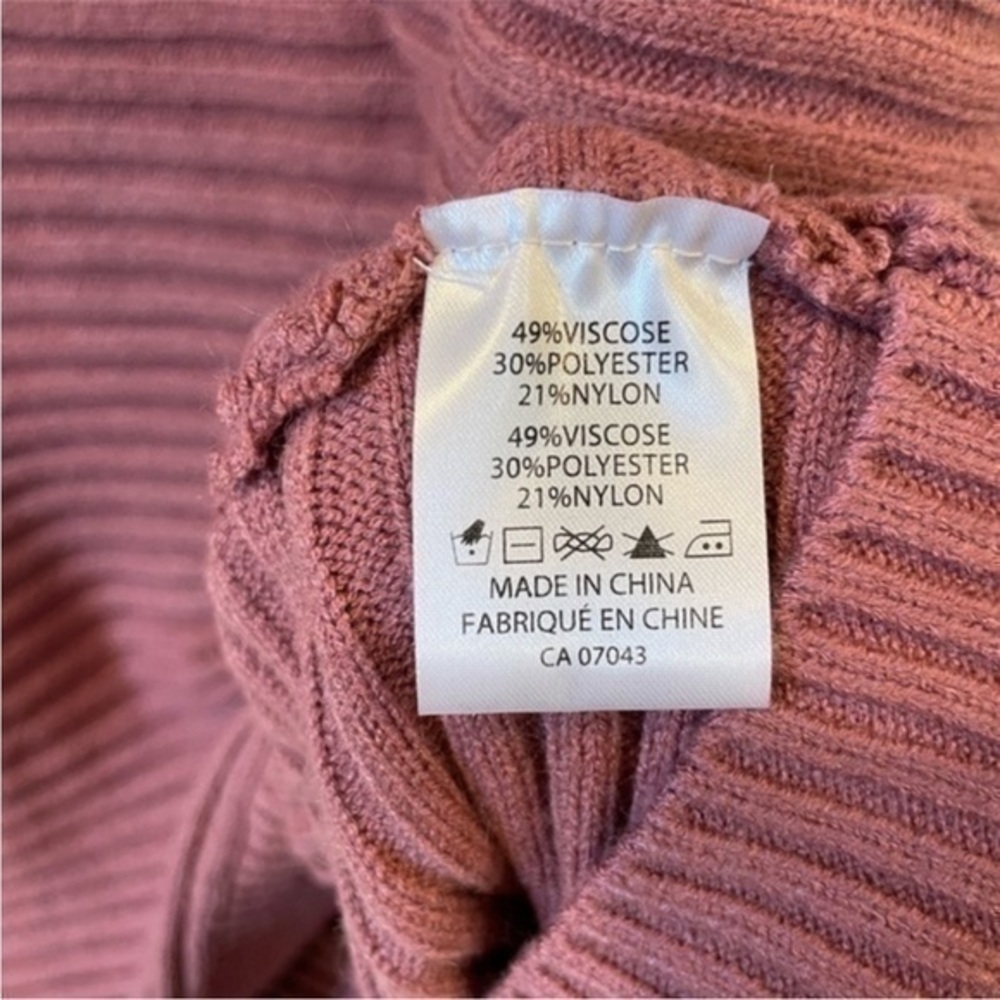 49%VISCOSE
30%POLYESTER
21%NYLON
49%VISCOSE
30%POLYESTER
21%NYLON
MADE IN CHINA
FABRIQUÉ EN CHINE
CA 07043